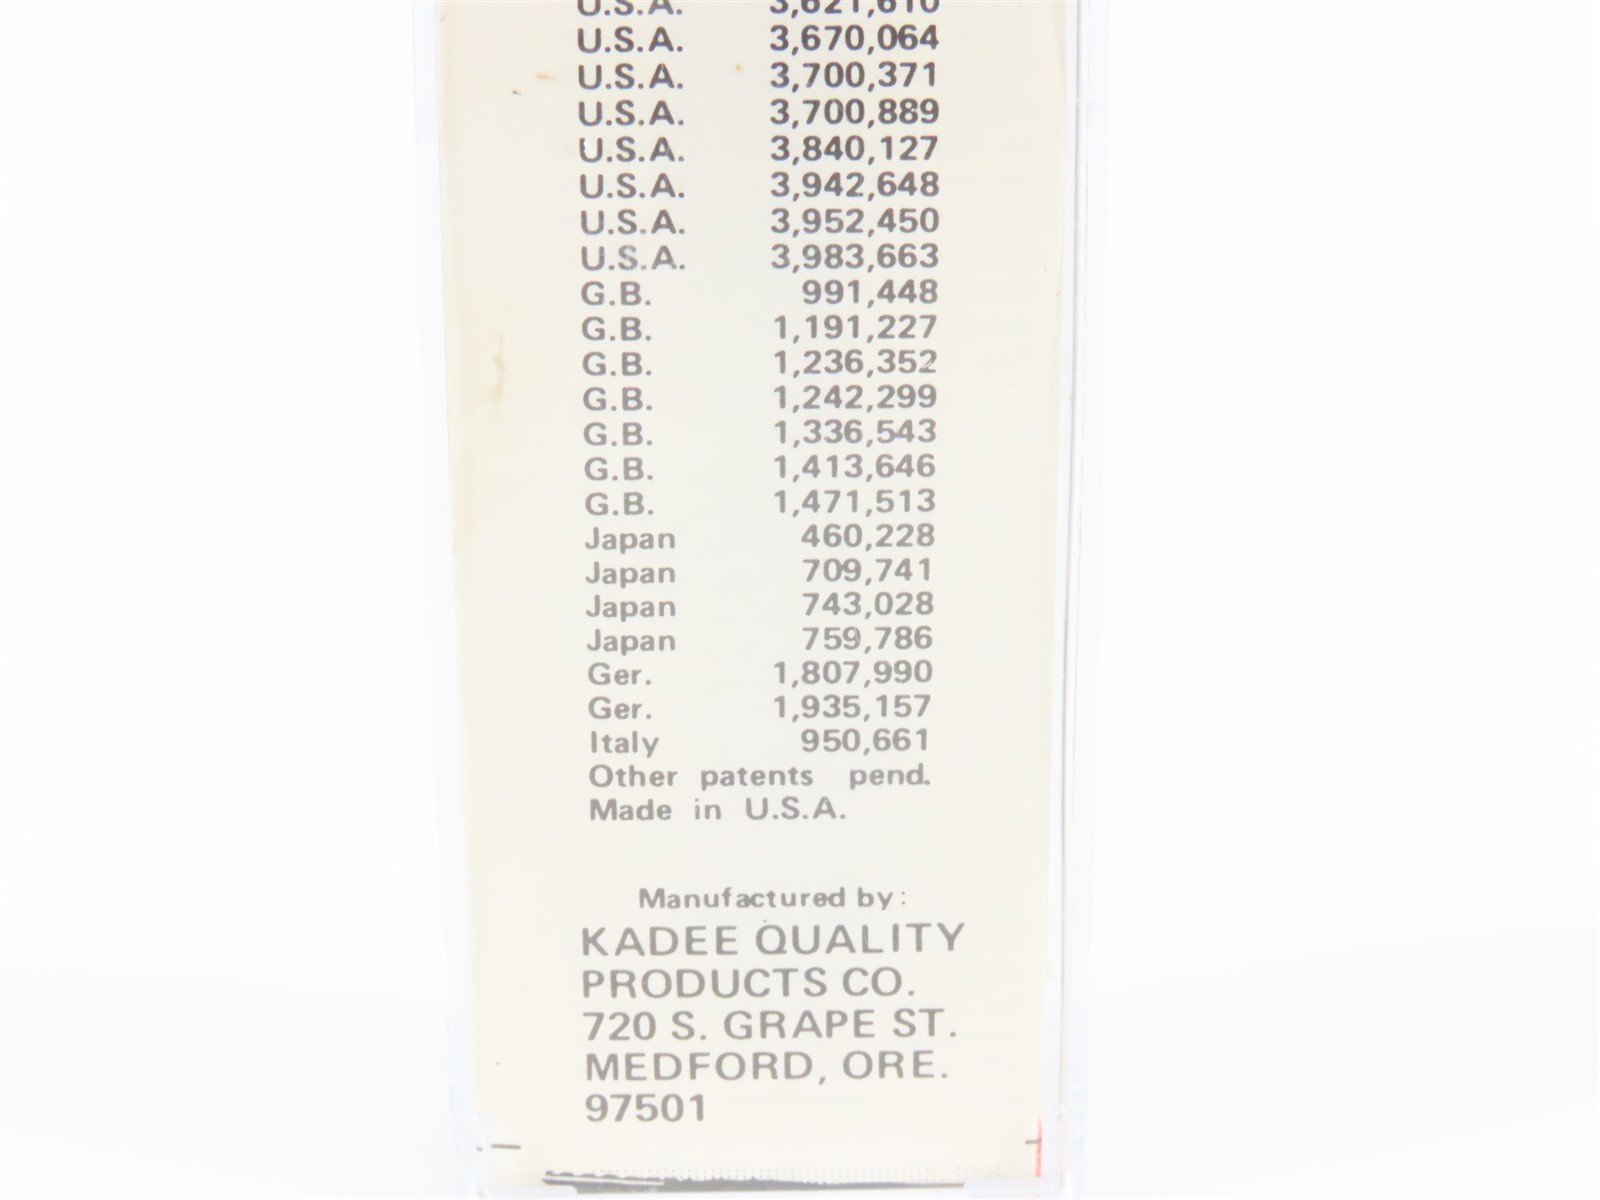 U.S.A. 3,621,610
U.S.A. 3,670,064
U.S.A. 3,700,371
U.S.A. 3,700,889
U.S.A. 3,840,127
U.S.A. 3,942,648
U.S.A. 3,952,450
U.S.A. 3,983,663
G.B. 991,448
G.B. 1,191,227
G.B. 1,236,352
G.B. 1,242,299
G.B. 1,336,543
G.B. 1,413,646
G.B. 1,471,513
Japan 460,228
Japan 709,741
Japan 743,028
Japan 759,786
Ger. 1,807,990
Ger. 1,935,157
Italy 950,661
Other patents pend.
Made in U.S.A.
Manufactured by:
KADEE QUALITY
PRODUCTS CO.
720 S. GRAPE ST.
MEDFORD, ORE.
97501